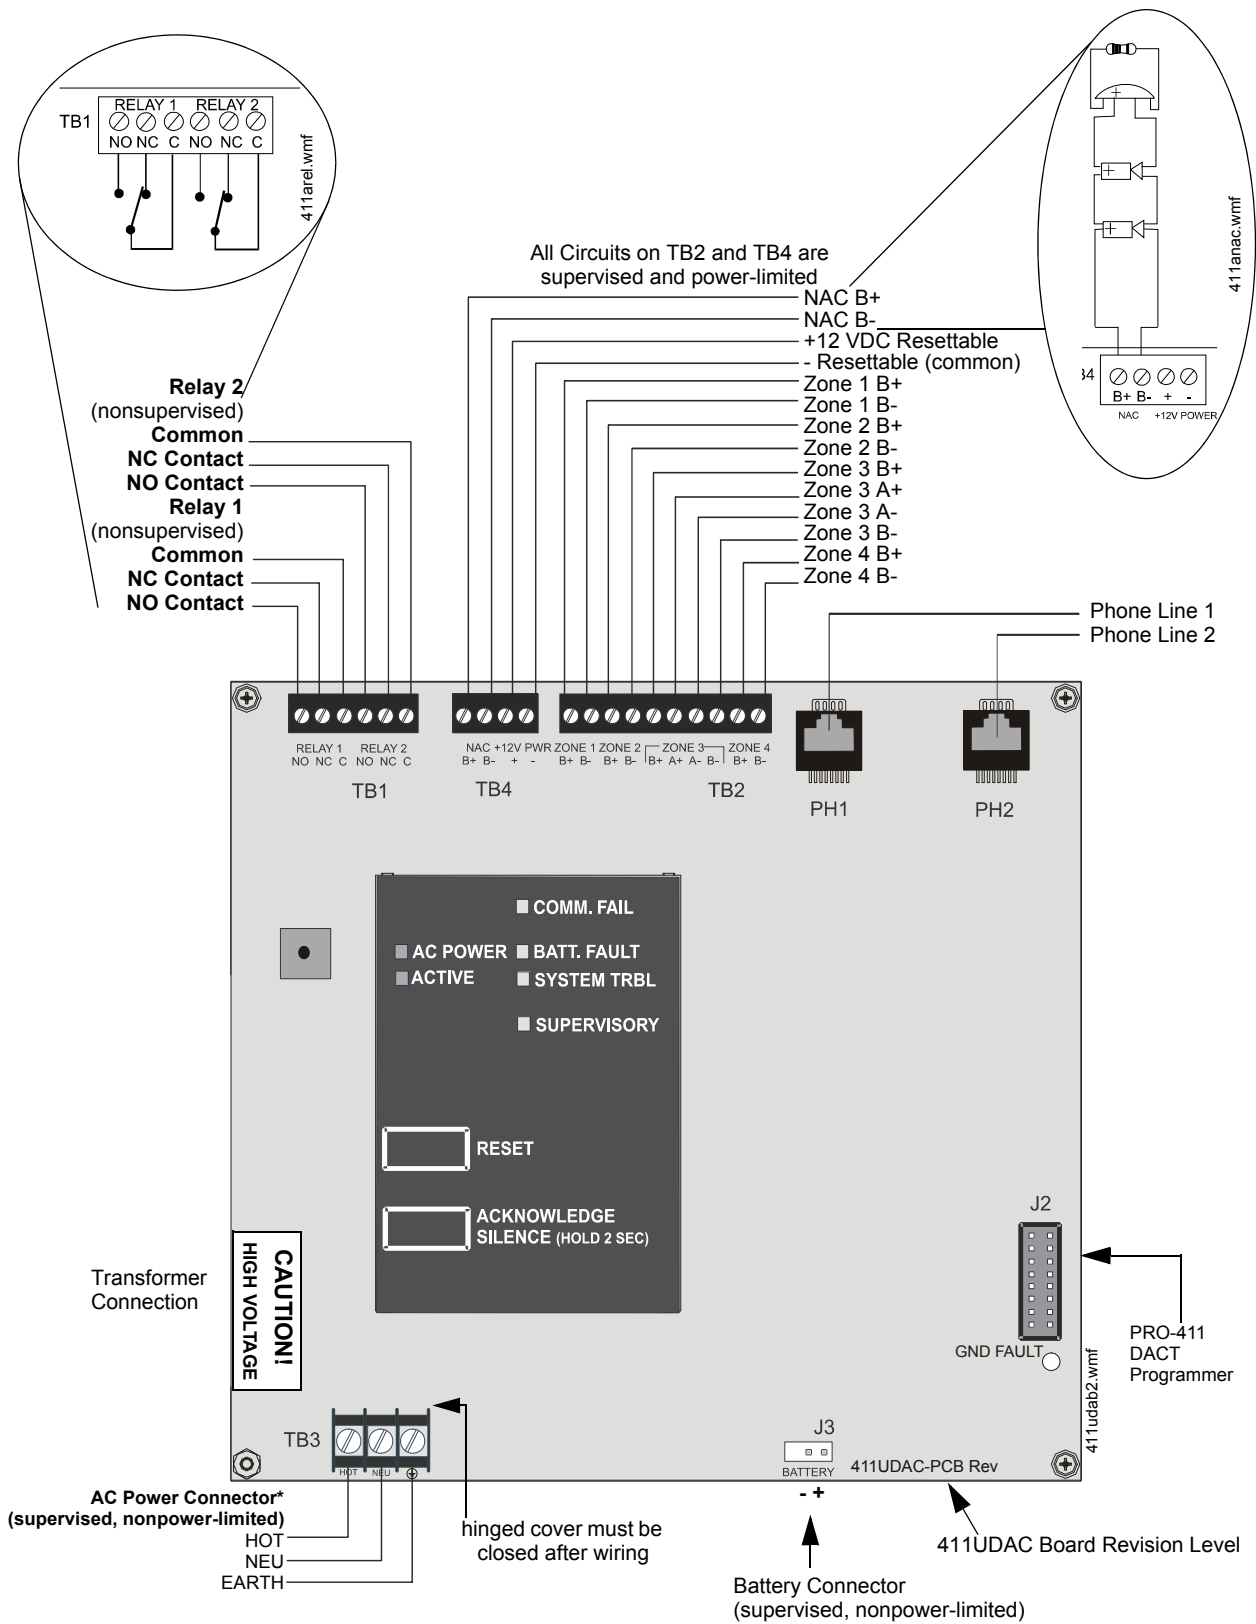 RELAY 1 RELAY 2
TB1
NO NC C NO NC C
411arel.wmf
411anac.wmf
B+ B- + -
NAC +12V POWER
All Circuits on TB2 and TB4 are
supervised and power-limited
NAC B+
NAC B-
+12 VDC Resettable
- Resettable (common)
Zone 1 B+
Zone 1 B-
Zone 2 B+
Zone 2 B-
Zone 3 B+
Zone 3 A+
Zone 3 A-
Zone 3 B-
Zone 4 B+
Zone 4 B-
Relay 2
(nonsupervised)
Common
NC Contact
NO Contact
Relay 1
(nonsupervised)
Common
NC Contact
NO Contact
Phone Line 1
Phone Line 2
RELAY 1 RELAY 2
NO NC C NO NC C
TB1
NAC +12V PWR
B+ B- + -
TB4
ZONE 1 ZONE 2 ZONE 3 ZONE 4
B+ B- B+ B- B+ A+ A- B- B+ B-
TB2
PH1
PH2
COMM. FAIL
AC POWER BATT. FAULT
ACTIVE SYSTEM TRBL
SUPERVISORY
RESET
ACKNOWLEDGE
SILENCE (HOLD 2 SEC)
Transformer
Connection
CAUTION!
HIGH VOLTAGE
J2
GND FAULT
PRO-411
DACT
Programmer
411udab2.wmf
TB3
HOT NEU
J3
BATTERY
- +
411UDAC-PCB Rev
AC Power Connector*
(supervised, nonpower-limited)
HOT
NEU
EARTH
hinged cover must be
closed after wiring
411UDAC Board Revision Level
Battery Connector
(supervised, nonpower-limited)